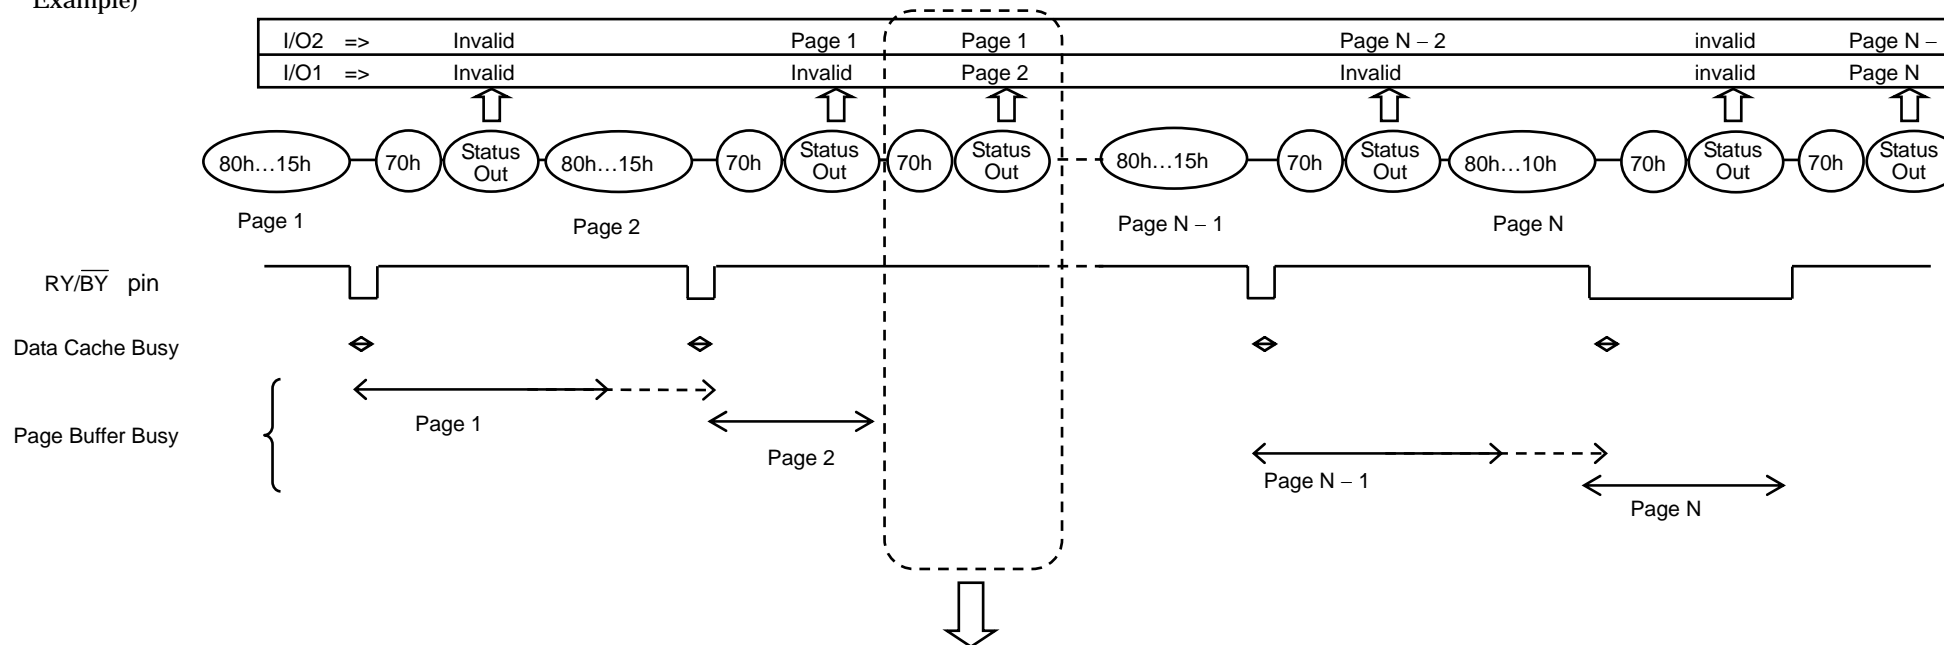 Example)
I/O2 => Invalid Page 1 Page 1 Page N – 2 invalid Page N –
I/O1 => Invalid Invalid Page 2 Invalid invalid Page N
80h…15h 70h Status Out 80h…15h 70h Status Out 70h Status Out 80h…15h 70h Status Out 80h…10h 70h Status Out 70h Status Out
Page 1 Page 2 Page N – 1 Page N
RY/B̅Y̅ pin
Data Cache Busy
Page 1
Page Buffer Busy
Page 2
Page N – 1
Page N